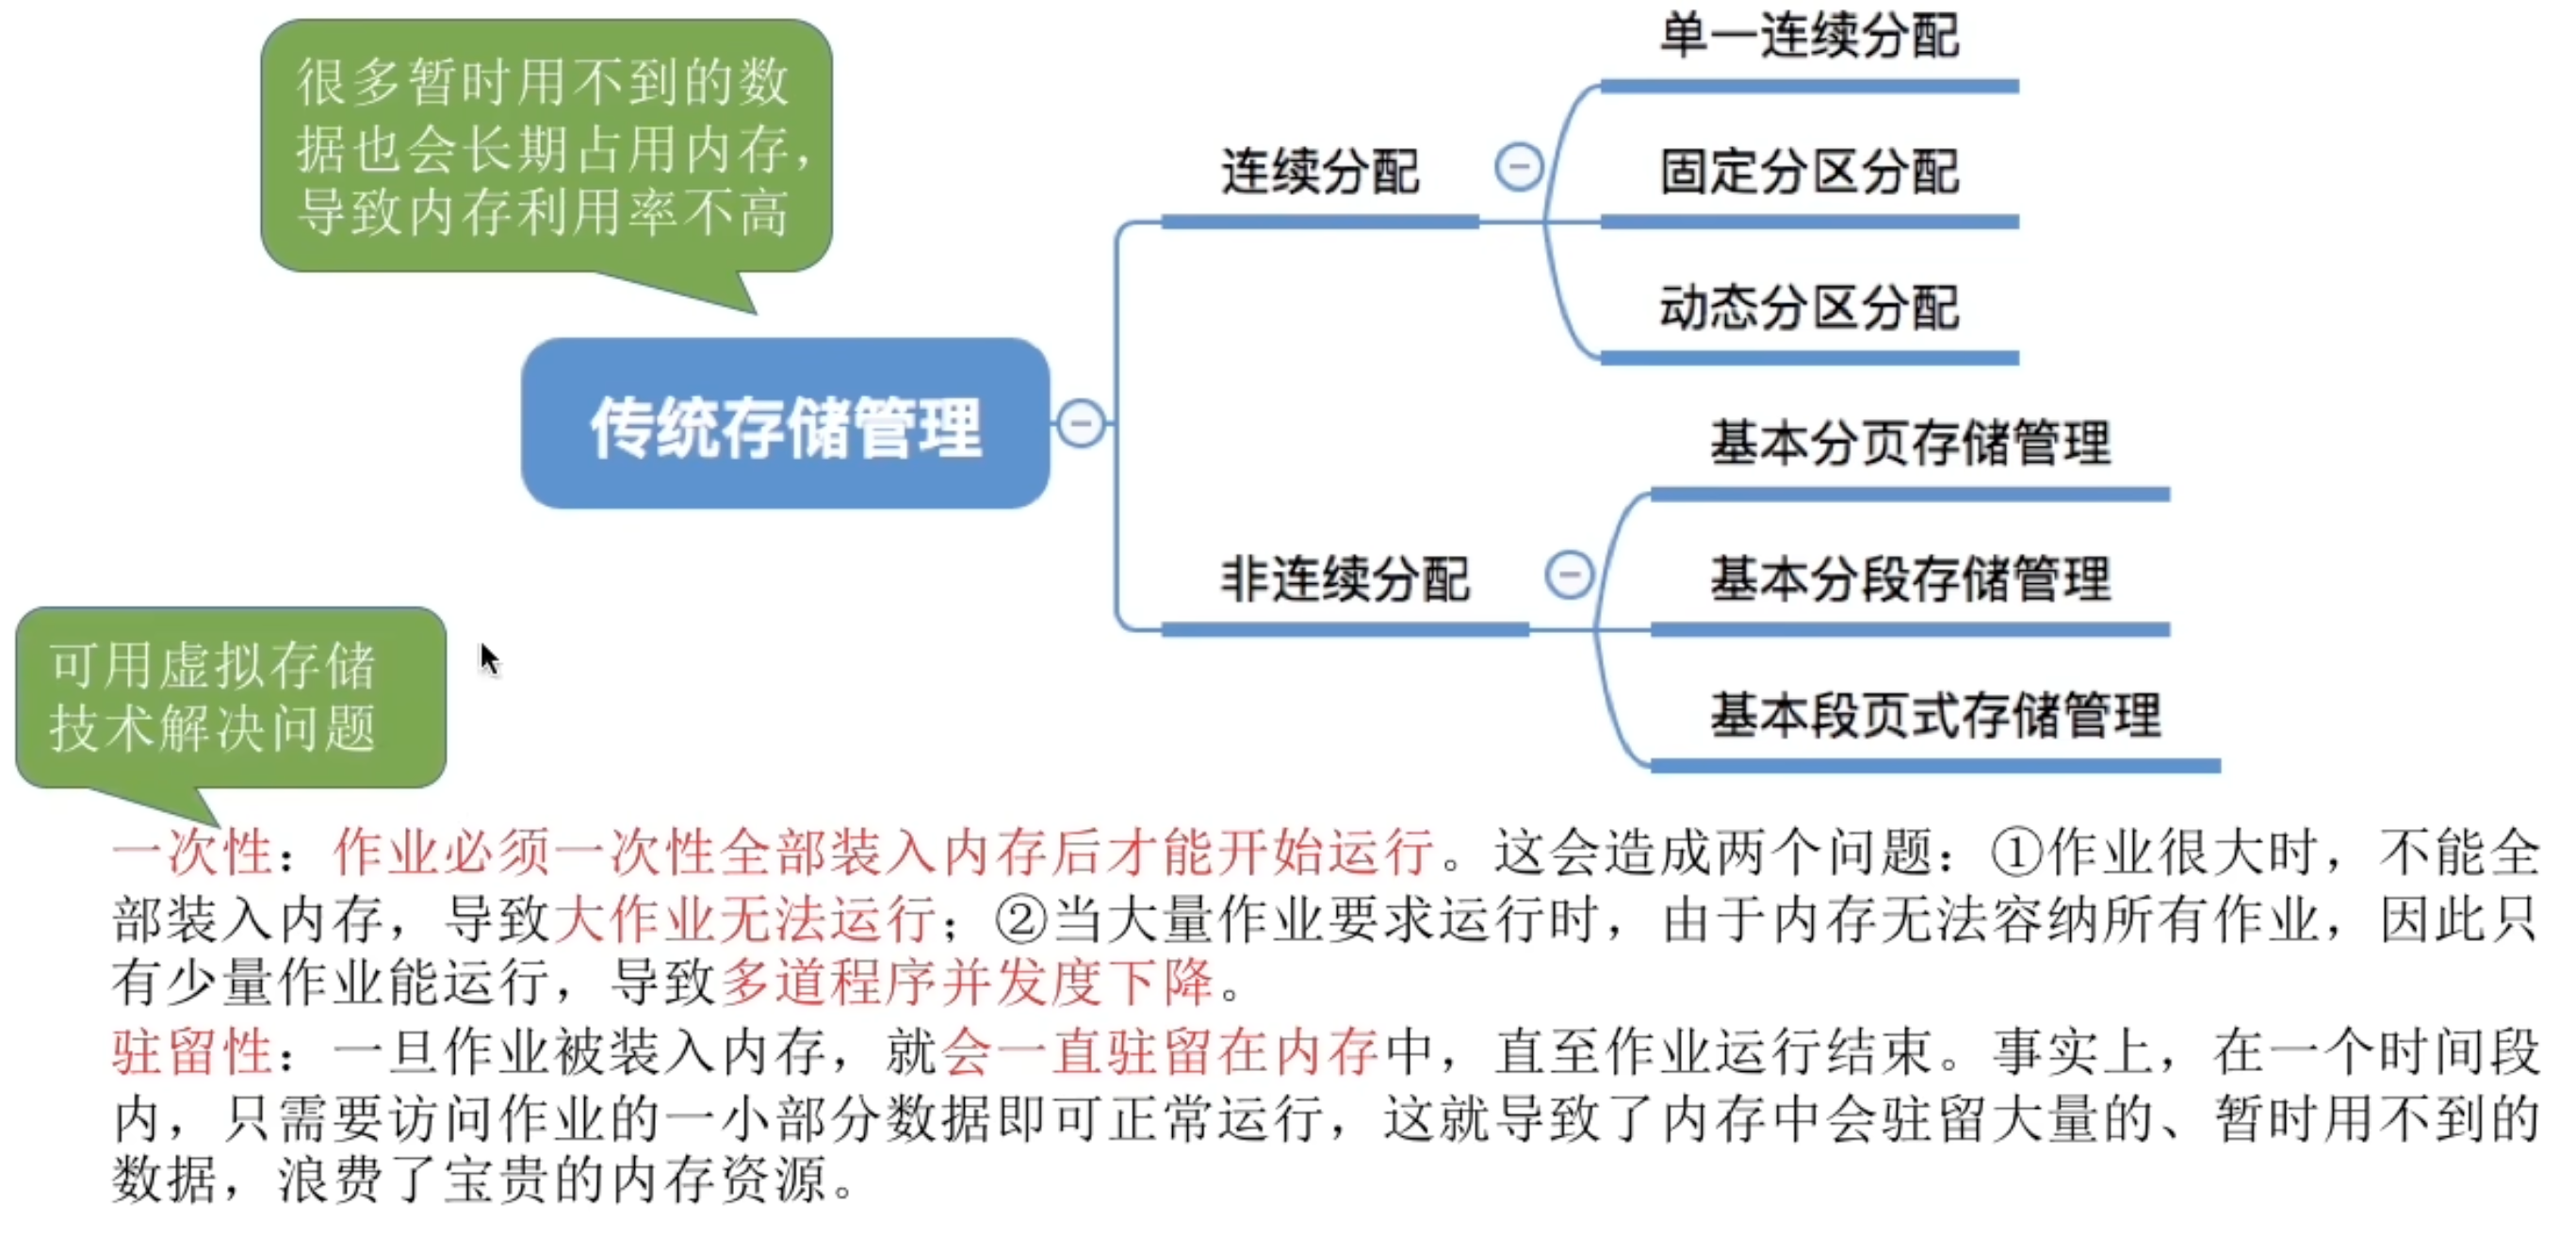 很多暂时用不到的数
据也会长期占用内存，
导致内存利用率不高
传统存储管理
连续分配
单一连续分配
固定分区分配
动态分区分配
非连续分配
基本分页存储管理
基本分段存储管理
基本段页式存储管理
可用虚拟存储
技术解决问题
一次性：作业必须一次性全部装入内存后才能开始运行。这会造成两个问题：①作业很大时，不能全
部装入内存，导致大作业无法运行；②当大量作业要求运行时，由于内存无法容纳所有作业，因此只
有少量作业能运行，导致多道程序并发度下降。
驻留性：一旦作业被装入内存，就会一直驻留在内存中，直至作业运行结束。事实上，在一个时间段
内，只需要访问作业的一小部分数据即可正常运行，这就导致了内存中会驻留大量的、暂时用不到的
数据，浪费了宝贵的内存资源。